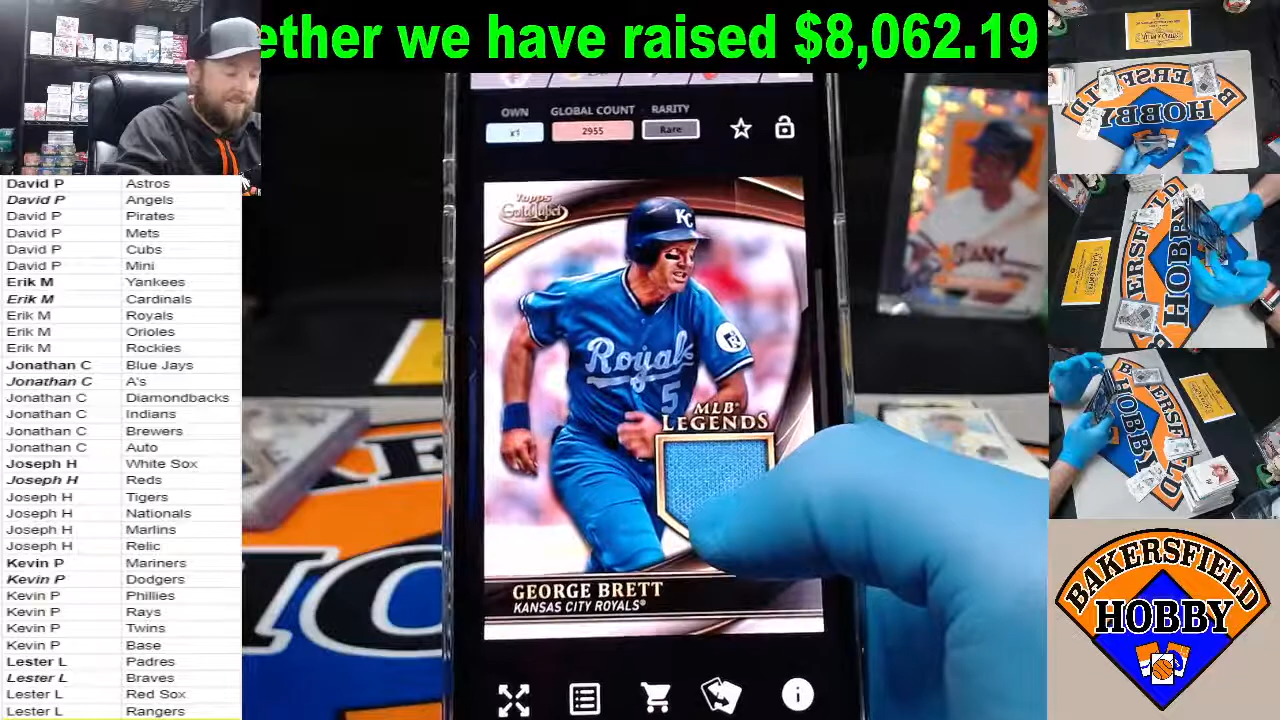 ether we have raised $8,062.19
OWN GLOBAL COUNT RARITY
x1 2955 Rare
Topps
Gold Label
KC
Royals
5
MLB
LEGENDS
GEORGE BRETT
KANSAS CITY ROYALS®
David P Astros
David P Angels
David P Pirates
David P Mets
David P Cubs
David P Mini
Erik M Yankees
Erik M Cardinals
Erik M Royals
Erik M Orioles
Erik M Rockies
Jonathan C Blue Jays
Jonathan C A's
Jonathan C Diamondbacks
Jonathan C Indians
Jonathan C Brewers
Jonathan C Auto
Joseph H White Sox
Joseph H Reds
Joseph H Tigers
Joseph H Nationals
Joseph H Marlins
Joseph H Relic
Kevin P Mariners
Kevin P Dodgers
Kevin P Phillies
Kevin P Rays
Kevin P Twins
Kevin P Base
Lester L Padres
Lester L Braves
Lester L Red Sox
Lester L Rangers
BAKERSFIELD
HOBBY
BAKERSFIELD
HOBBY